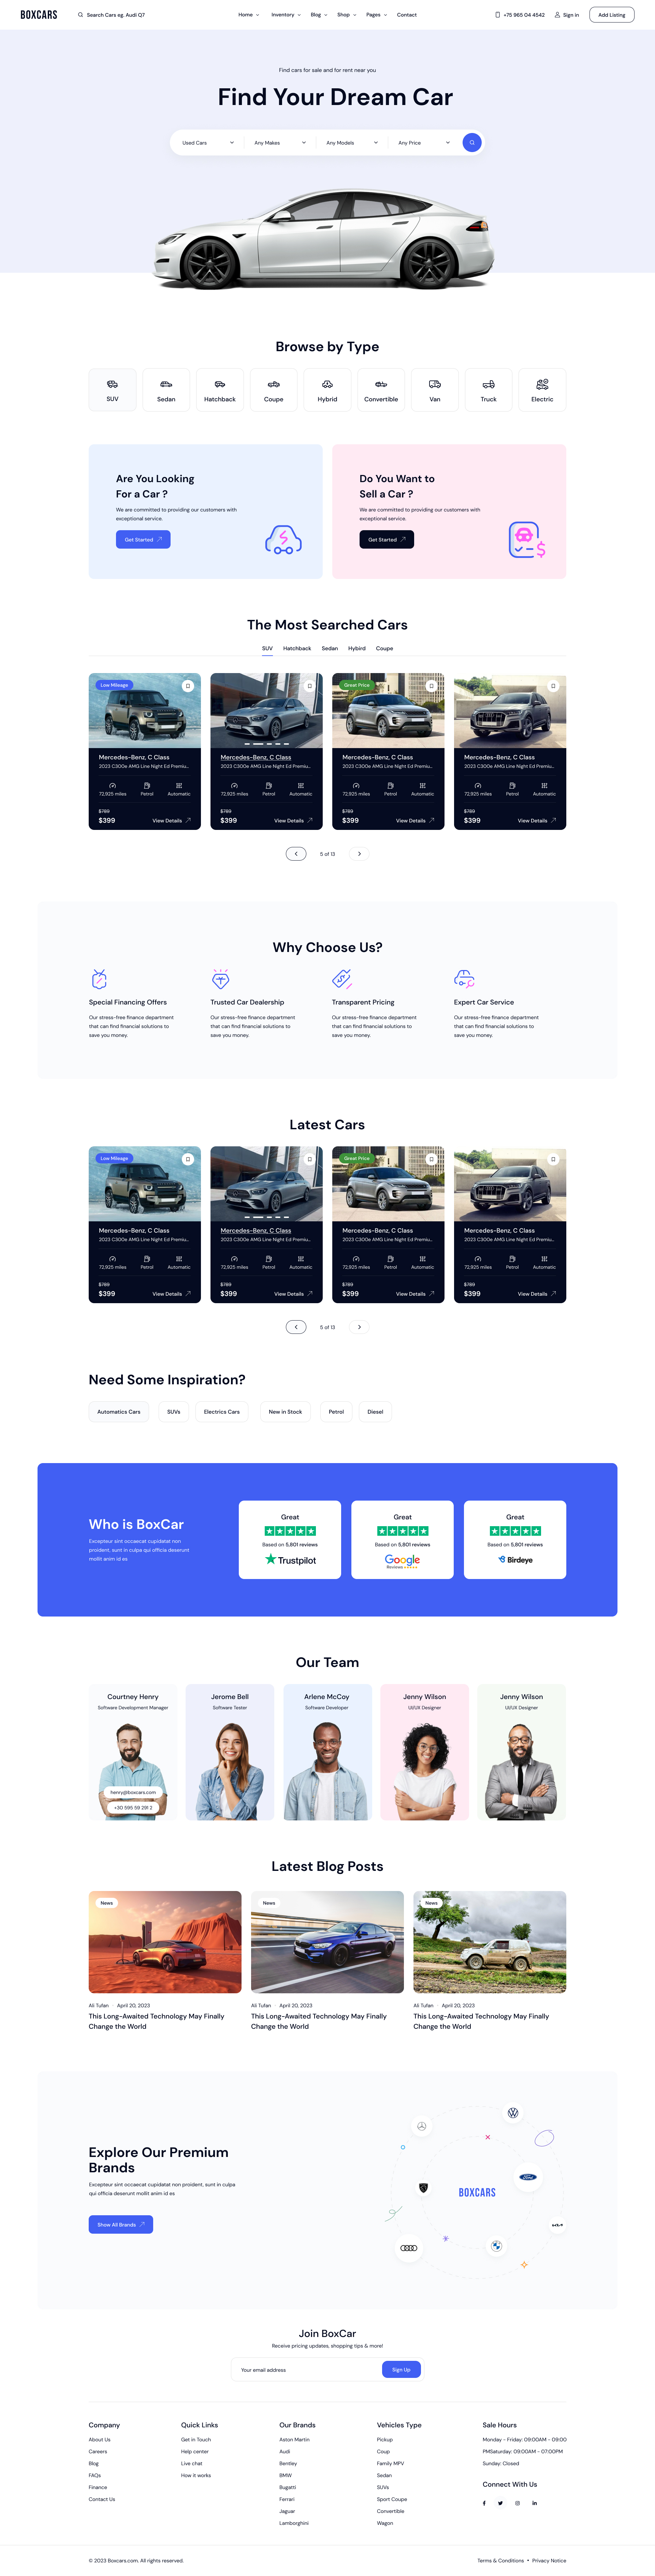 BOXCARS
Search Cars eg. Audi Q7
Home
Inventory
Blog
Shop
Pages
Contact
+75 965 04 4542
Sign in
Add Listing
Find cars for sale and for rent near you
Find Your Dream Car
Used Cars
Any Makes
Any Models
Any Price
Browse by Type
SUV
Sedan
Hatchback
Coupe
Hybrid
Convertible
Van
Truck
Electric
Are You Looking
For a Car ?
We are committed to providing our customers with
exceptional service.
Get Started
Do You Want to
Sell a Car ?
We are committed to providing our customers with
exceptional service.
Get Started
The Most Searched Cars
SUV
Hatchback
Sedan
Hybird
Coupe
Low Mileage
Mercedes-Benz, C Class
2023 C300e AMG Line Night Ed Premiu...
72,925 miles
Petrol
Automatic
$789
$399
View Details
Mercedes-Benz, C Class
2023 C300e AMG Line Night Ed Premiu...
72,925 miles
Petrol
Automatic
$789
$399
View Details
Great Price
Mercedes-Benz, C Class
2023 C300e AMG Line Night Ed Premiu...
72,925 miles
Petrol
Automatic
$789
$399
View Details
Mercedes-Benz, C Class
2023 C300e AMG Line Night Ed Premiu...
72,925 miles
Petrol
Automatic
$789
$399
View Details
5 of 13
Why Choose Us?
Special Financing Offers
Our stress-free finance department
that can find financial solutions to
save you money.
Trusted Car Dealership
Our stress-free finance department
that can find financial solutions to
save you money.
Transparent Pricing
Our stress-free finance department
that can find financial solutions to
save you money.
Expert Car Service
Our stress-free finance department
that can find financial solutions to
save you money.
Latest Cars
Low Mileage
Mercedes-Benz, C Class
2023 C300e AMG Line Night Ed Premiu...
72,925 miles
Petrol
Automatic
$789
$399
View Details
Mercedes-Benz, C Class
2023 C300e AMG Line Night Ed Premiu...
72,925 miles
Petrol
Automatic
$789
$399
View Details
Great Price
Mercedes-Benz, C Class
2023 C300e AMG Line Night Ed Premiu...
72,925 miles
Petrol
Automatic
$789
$399
View Details
Mercedes-Benz, C Class
2023 C300e AMG Line Night Ed Premiu...
72,925 miles
Petrol
Automatic
$789
$399
View Details
5 of 13
Need Some Inspiration?
Automatics Cars
SUVs
Electrics Cars
New in Stock
Petrol
Diesel
Who is BoxCar
Excepteur sint occaecat cupidatat non
proident, sunt in culpa qui officia deserunt
mollit anim id es
Great
Based on 5,801 reviews
Trustpilot
Great
Based on 5,801 reviews
Google
Reviews
Great
Based on 5,801 reviews
Birdeye
Our Team
Courtney Henry
Software Development Manager
henry@boxcars.com
+30 595 59 291 2
Jerome Bell
Software Tester
Arlene McCoy
Software Developer
Jenny Wilson
UI/UX Designer
Jenny Wilson
UI/UX Designer
Latest Blog Posts
News
Ali Tufan
April 20, 2023
This Long-Awaited Technology May Finally
Change the World
News
Ali Tufan
April 20, 2023
This Long-Awaited Technology May Finally
Change the World
News
Ali Tufan
April 20, 2023
This Long-Awaited Technology May Finally
Change the World
Explore Our Premium
Brands
Excepteur sint occaecat cupidatat non proident, sunt in culpa
qui officia deserunt mollit anim id es
Show All Brands
BOXCARS
Ford
Join BoxCar
Receive pricing updates, shopping tips & more!
Your email address
Sign Up
Company
About Us
Careers
Blog
FAQs
Finance
Contact Us
Quick Links
Get in Touch
Help center
Live chat
How it works
Our Brands
Aston Martin
Audi
Bentley
BMW
Bugatti
Ferrari
Jaguar
Lamborghini
Vehicles Type
Pickup
Coup
Family MPV
Sedan
SUVs
Sport Coupe
Convertible
Wagon
Sale Hours
Monday - Friday: 09:00AM - 09:00
PMSaturday: 09:00AM - 07:00PM
Sunday: Closed
Connect With Us
© 2023 Boxcars.com. All rights reserved.
Terms & Conditions • Privacy Notice